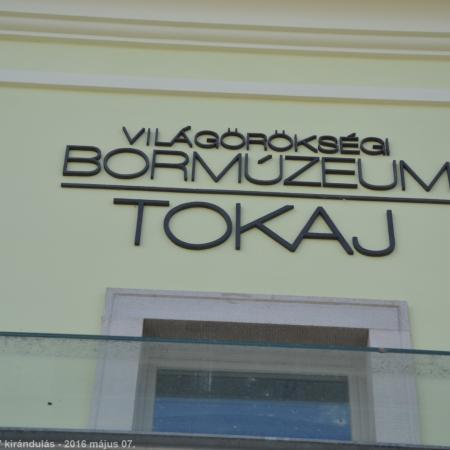 VILÁGÖRÖKSÉGI
BORMÚZEUM
TOKAJ
kirándulás - 2016 május 07.